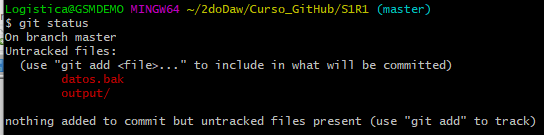 Logistica@GSMDEMO MINGW64 ~/2doDaw/Curso_GitHub/S1R1 (master)
$ git status
On branch master
Untracked files:
  (use "git add <file>..." to include in what will be committed)
        datos.bak
        output/

nothing added to commit but untracked files present (use "git add" to track)